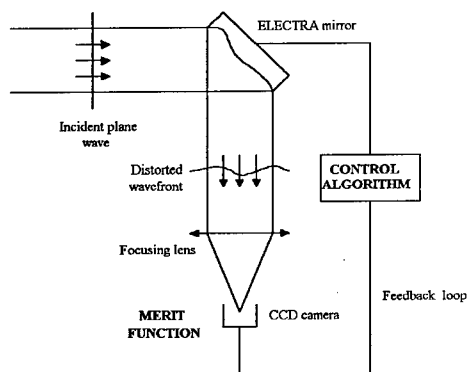 ELECTRA mirror
Incident plane
wave
Distorted
wavefront
CONTROL
ALGORITHM
Focusing lens
Feedback loop
MERIT
FUNCTION
CCD camera